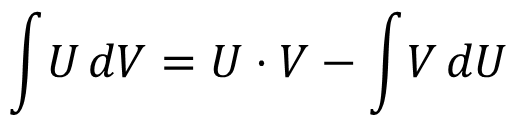 ∫U dV = U · V − ∫V dU